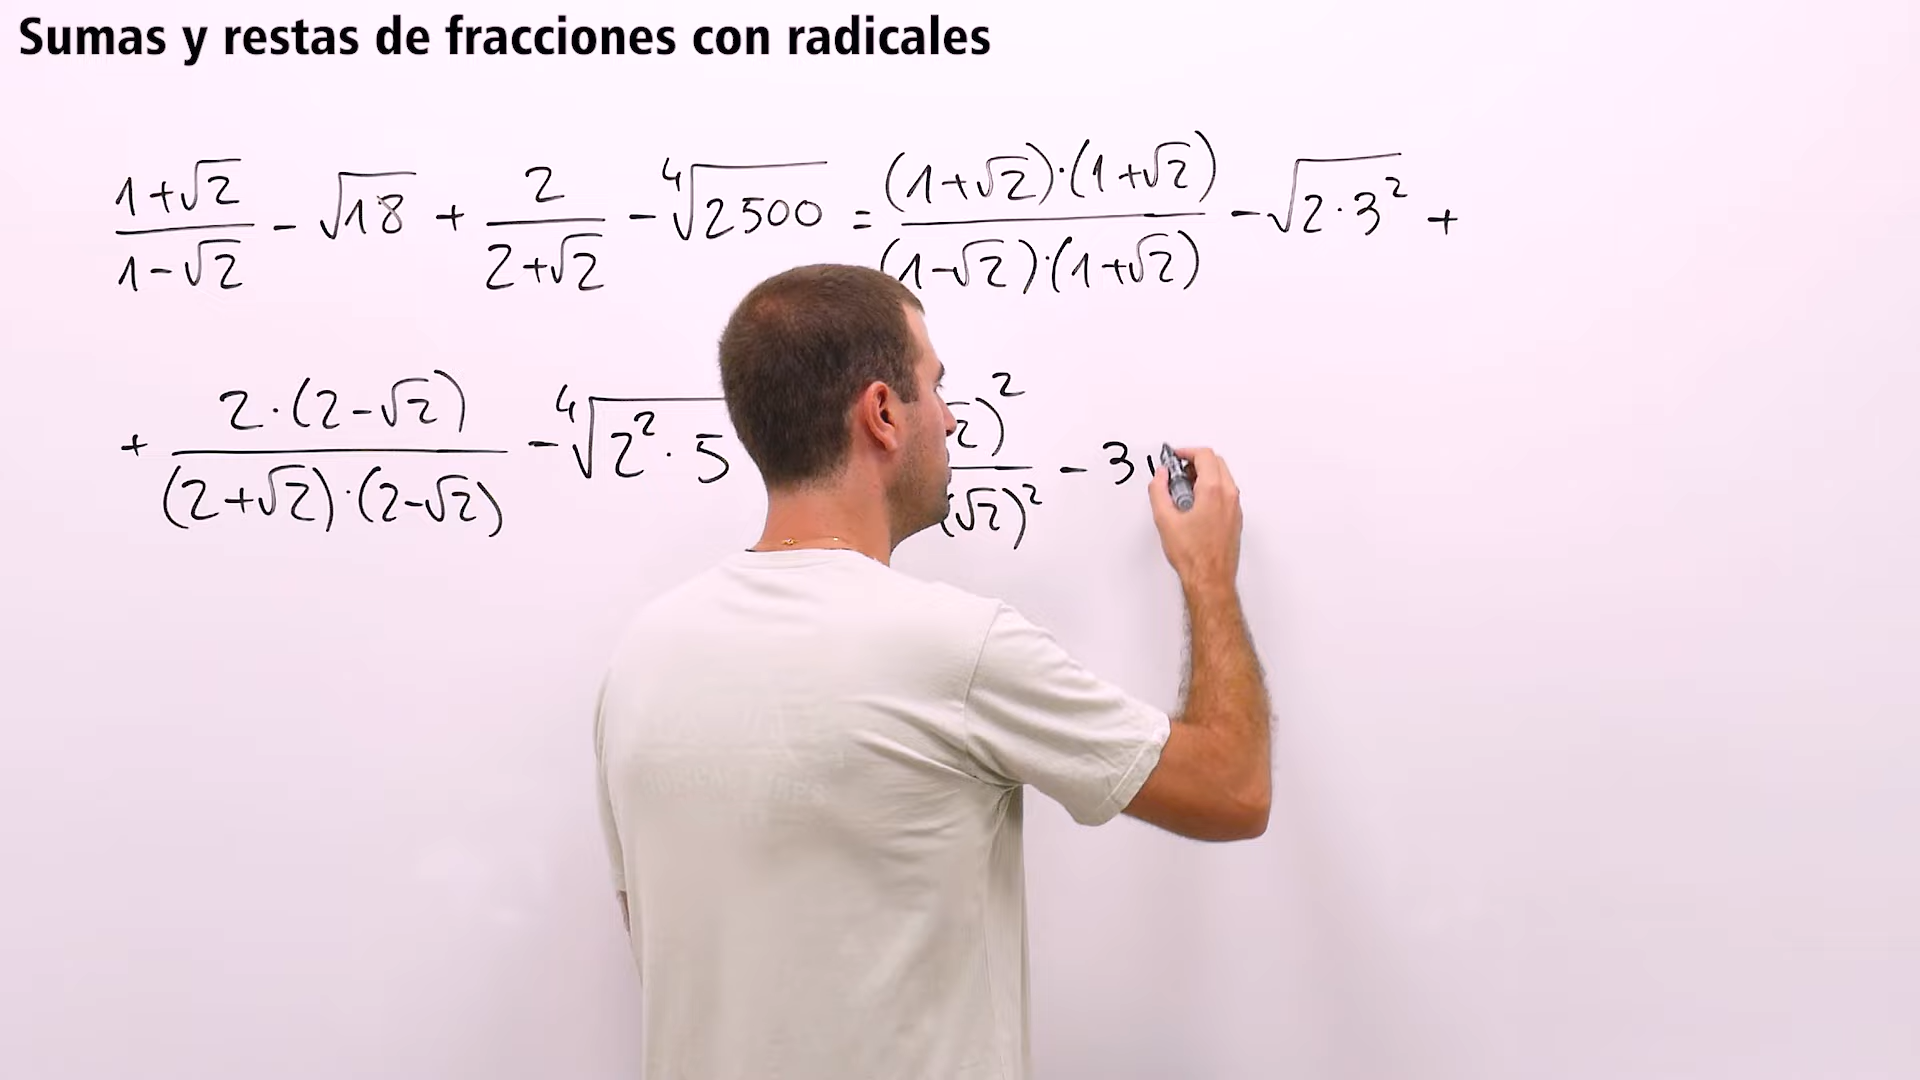 Sumas y restas de fracciones con radicales
(1+√2)/(1-√2) - √18 + 2/(2+√2) - ⁴√2500 = ((1+√2)·(1+√2))/((1-√2)·(1+√2)) - √(2·3²) +
+ (2·(2-√2))/((2+√2)·(2-√2)) - ⁴√(2²·5 2)² (√2)² - 3